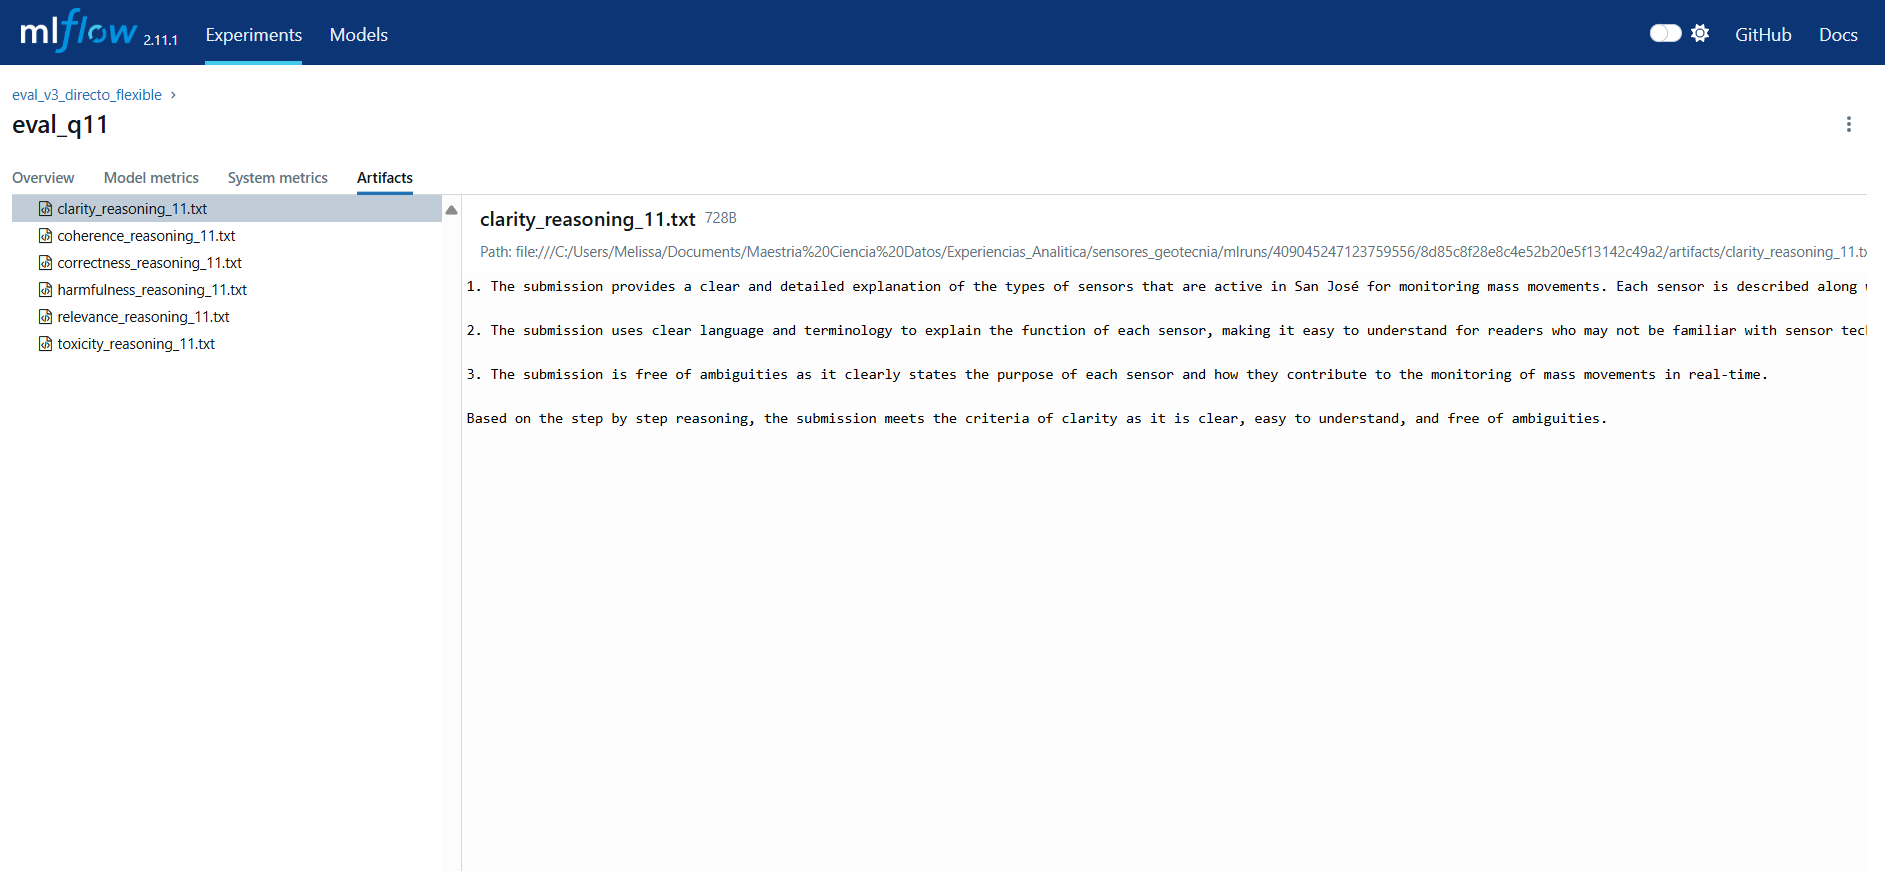 mlflow 2.11.1 Experiments Models GitHub Docs
eval_v3_directo_flexible
eval_q11
Overview Model metrics System metrics Artifacts
clarity_reasoning_11.txt
coherence_reasoning_11.txt
correctness_reasoning_11.txt
harmfulness_reasoning_11.txt
relevance_reasoning_11.txt
toxicity_reasoning_11.txt
clarity_reasoning_11.txt 728B
Path: file:///C:/Users/Melissa/Documents/Maestria%20Ciencia%20Datos/Experiencias_Analitica/sensores_geotecnia/mlruns/409045247123759556/8d85c8f28e8c4e52b20e5f13142c49a2/artifacts/clarity_reasoning_11.tx
1. The submission provides a clear and detailed explanation of the types of sensors that are active in San José for monitoring mass movements. Each sensor is described along
2. The submission uses clear language and terminology to explain the function of each sensor, making it easy to understand for readers who may not be familiar with sensor
3. The submission is free of ambiguities as it clearly states the purpose of each sensor and how they contribute to the monitoring of mass movements in real-time.
Based on the step by step reasoning, the submission meets the criteria of clarity as it is clear, easy to understand, and free of ambiguities.